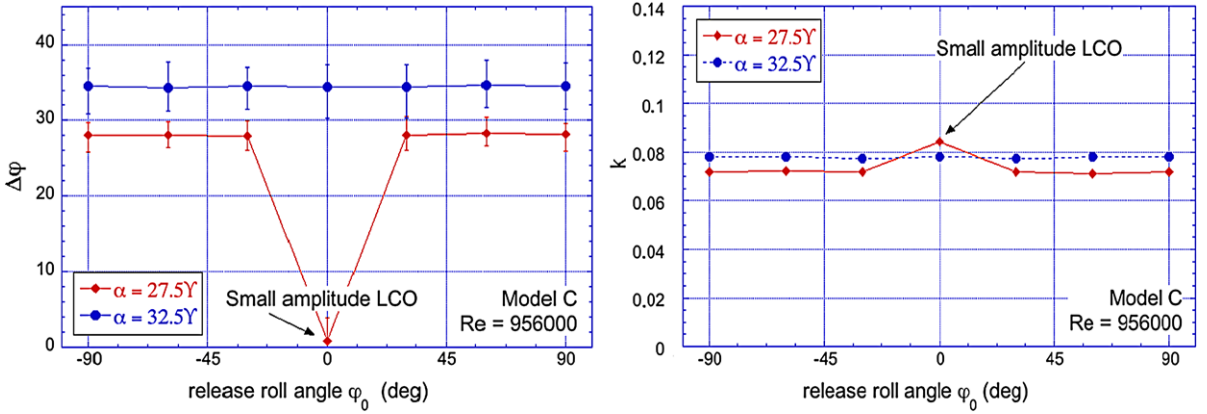 40
30
20
10
0
Δφ
α = 27.5ϒ
α = 32.5ϒ
Small amplitude LCO
Model C
Re = 956000
-90 -45 0 45 90
release roll angle φ0 (deg)
0.14
0.12
0.1
0.08
0.06
0.04
0.02
0
k
α = 27.5ϒ
α = 32.5ϒ
Small amplitude LCO
Model C
Re = 956000
-90 -45 0 45 90
release roll angle φ0 (deg)